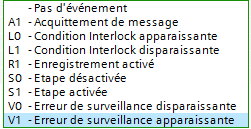 - Pas d'événement
A1 - Acquittement de message
L0 - Condition Interlock apparaissante
L1 - Condition Interlock disparaissante
R1 - Enregistrement activé
S0 - Etape désactivée
S1 - Etape activée
V0 - Erreur de surveillance disparaissante
V1 - Erreur de surveillance apparaissante